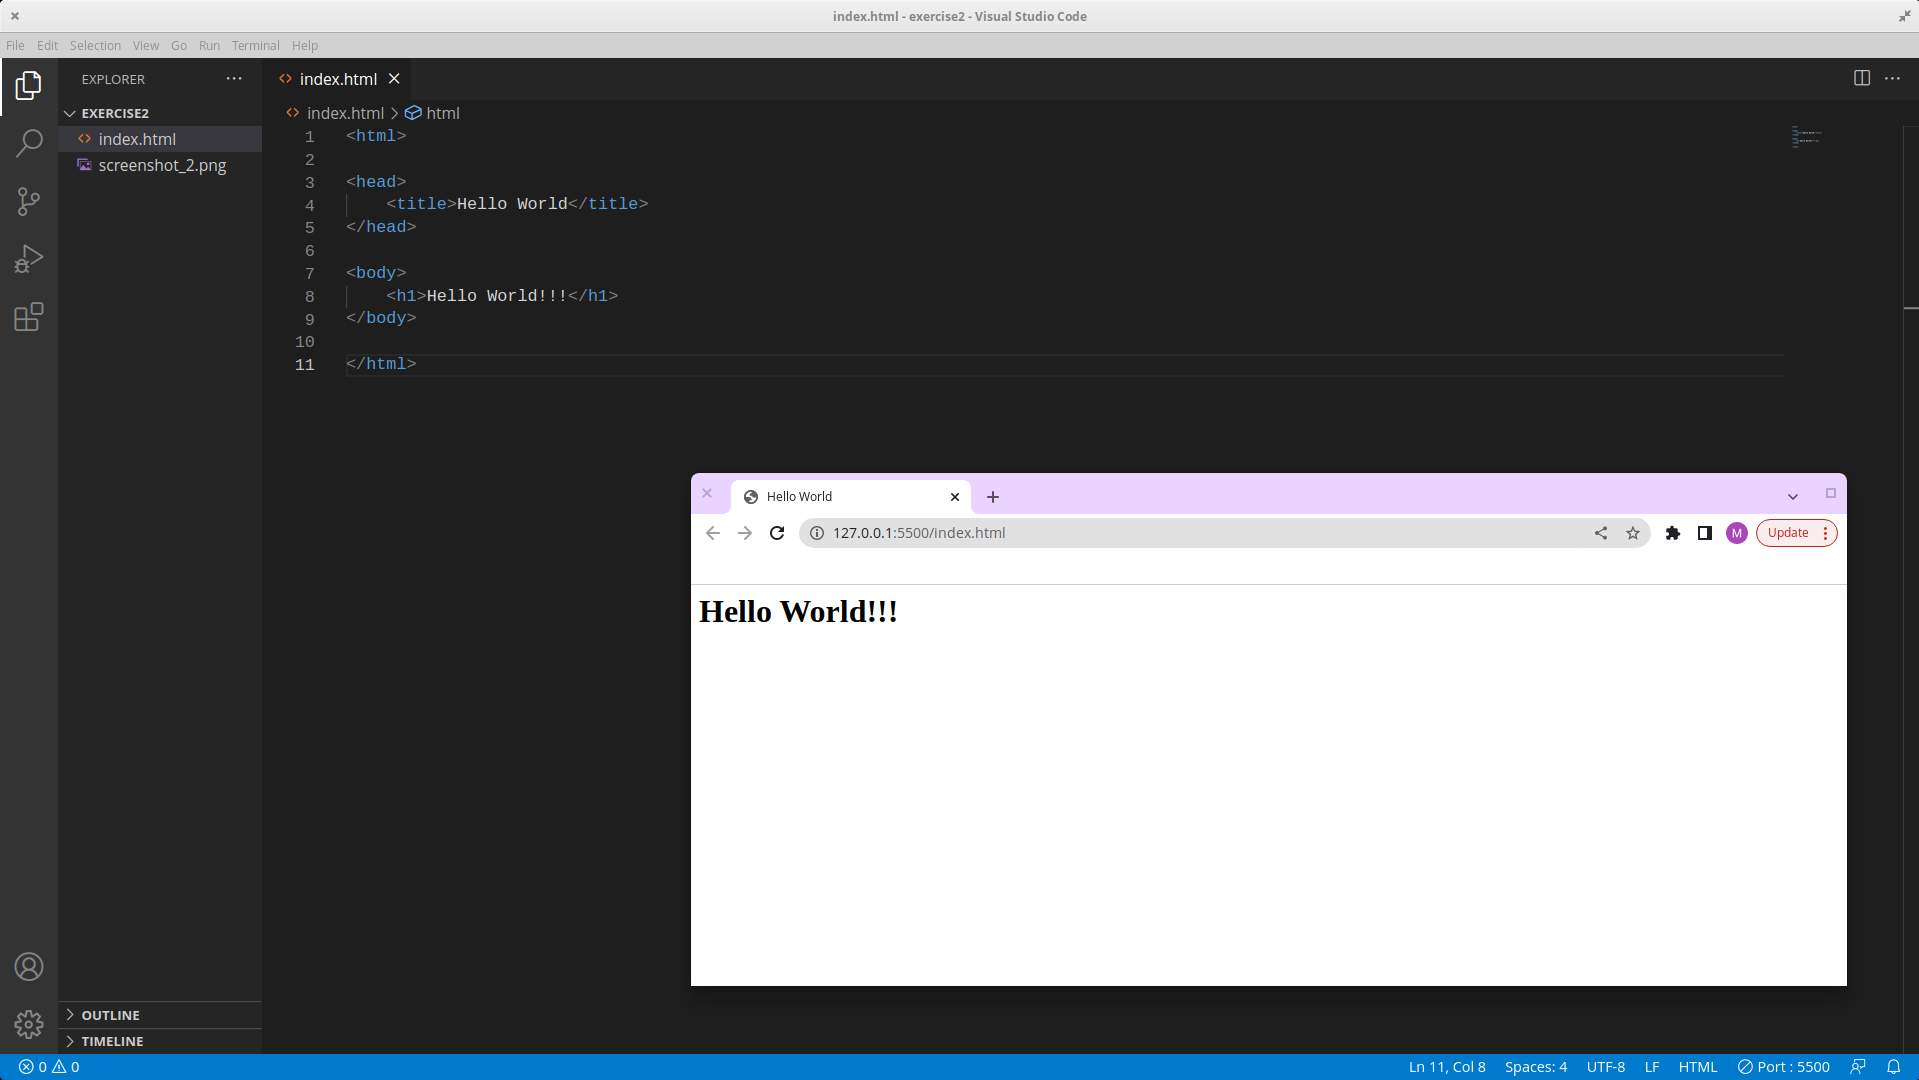 index.html - exercise2 - Visual Studio Code
File Edit Selection View Go Run Terminal Help
EXPLORER
EXERCISE2
index.html
screenshot_2.png
OUTLINE
TIMELINE
index.html
index.html > html
1 <html>
2
3 <head>
4     <title>Hello World</title>
5 </head>
6
7 <body>
8     <h1>Hello World!!!</h1>
9 </body>
10
11 </html>
Hello World
127.0.0.1:5500/index.html
M
Update
Hello World!!!
0 0
Ln 11, Col 8 Spaces: 4 UTF-8 LF HTML Port : 5500